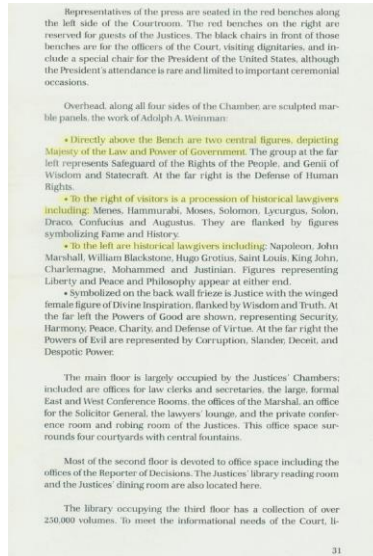 Representatives of the press are seated in the red benches along
the left side of the Courtroom. The red benches on the right are
reserved for guests of the Justices. The black chairs in front of those
benches are for the officers of the Court, visiting dignitaries, and in-
clude a special chair for the President of the United States, although
the President's attendance is rare and limited to important ceremonial
occasions.
Overhead, along all four sides of the Chamber, are sculpted mar-
ble panels, the work of Adolph A. Weinman:
• Directly above the Bench are two central figures, depicting
Majesty of the Law and Power of Government. The group at the far
left represents Safeguard of the Rights of the People, and Genii of
Wisdom and Statecraft. At the far right is the Defense of Human
Rights.
• To the right of visitors is a procession of historical lawgivers
including: Menes, Hammurabi, Moses, Solomon, Lycurgus, Solon,
Draco, Confucius and Augustus. They are flanked by figures
symbolizing Fame and History.
• To the left are historical lawgivers including: Napoleon, John
Marshall, William Blackstone, Hugo Grotius, Saint Louis, King John,
Charlemagne, Mohammed and Justinian. Figures representing
Liberty and Peace and Philosophy appear at either end.
• Symbolized on the back wall frieze is Justice with the winged
female figure of Divine Inspiration, flanked by Wisdom and Truth. At
the far left the Powers of Good are shown, representing Security,
Harmony, Peace, Charity, and Defense of Virtue. At the far right the
Powers of Evil are represented by Corruption, Slander, Deceit, and
Despotic Power.
The main floor is largely occupied by the Justices' Chambers;
included are offices for law clerks and secretaries, the large, formal
East and West Conference Rooms, the offices of the Marshal, an office
for the Solicitor General, the lawyers' lounge, and the private confer-
ence room and robing room of the Justices. This office space sur-
rounds four courtyards with central fountains.
Most of the second floor is devoted to office space including the
offices of the Reporter of Decisions. The Justices' library reading room
and the Justices' dining room are also located here.
The library occupying the third floor has a collection of over
250,000 volumes. To meet the informational needs of the Court, li-
31